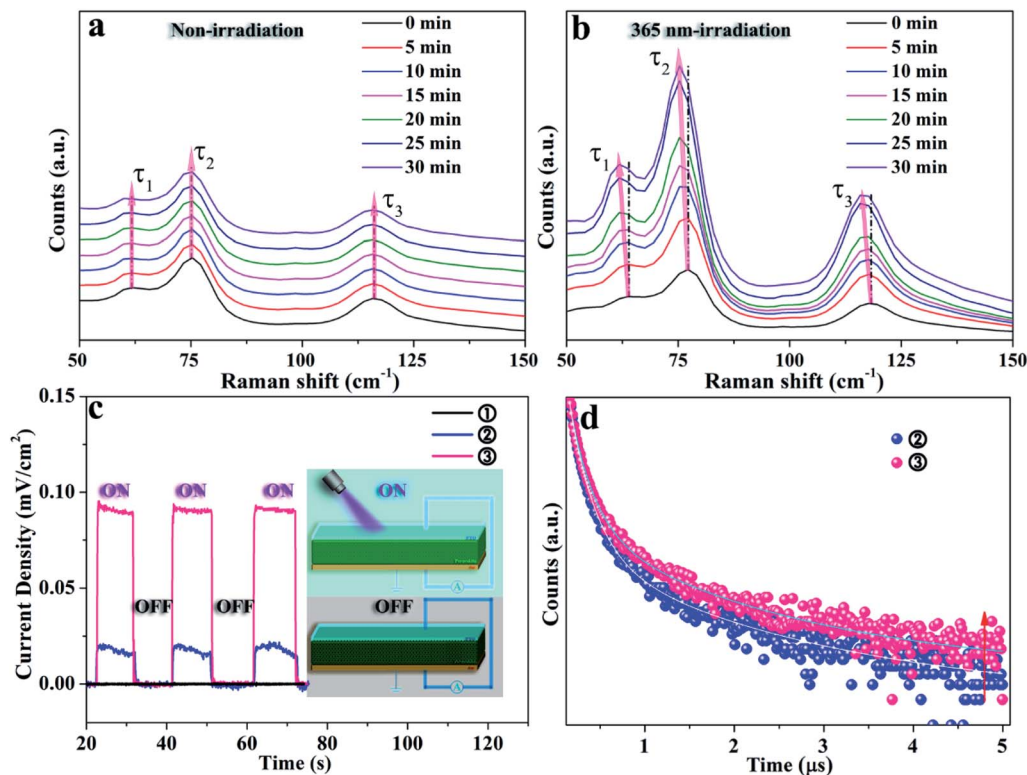 a
Non-irradiation
0 min
5 min
10 min
15 min
20 min
25 min
30 min
τ1
τ2
τ3
Counts (a.u.)
50 75 100 125 150
Raman shift (cm-1)
b
365 nm-irradiation
0 min
5 min
10 min
15 min
20 min
25 min
30 min
τ1
τ2
τ3
Counts (a.u.)
50 75 100 125 150
Raman shift (cm-1)
c
①
②
③
0.15
0.10
0.05
0.00
Current Density (mV/cm2)
ON ON ON
OFF OFF
ON
A
OFF
A
20 40 60 80 100 120
Time (s)
d
②
③
Counts (a.u.)
1 2 3 4 5
Time (μs)